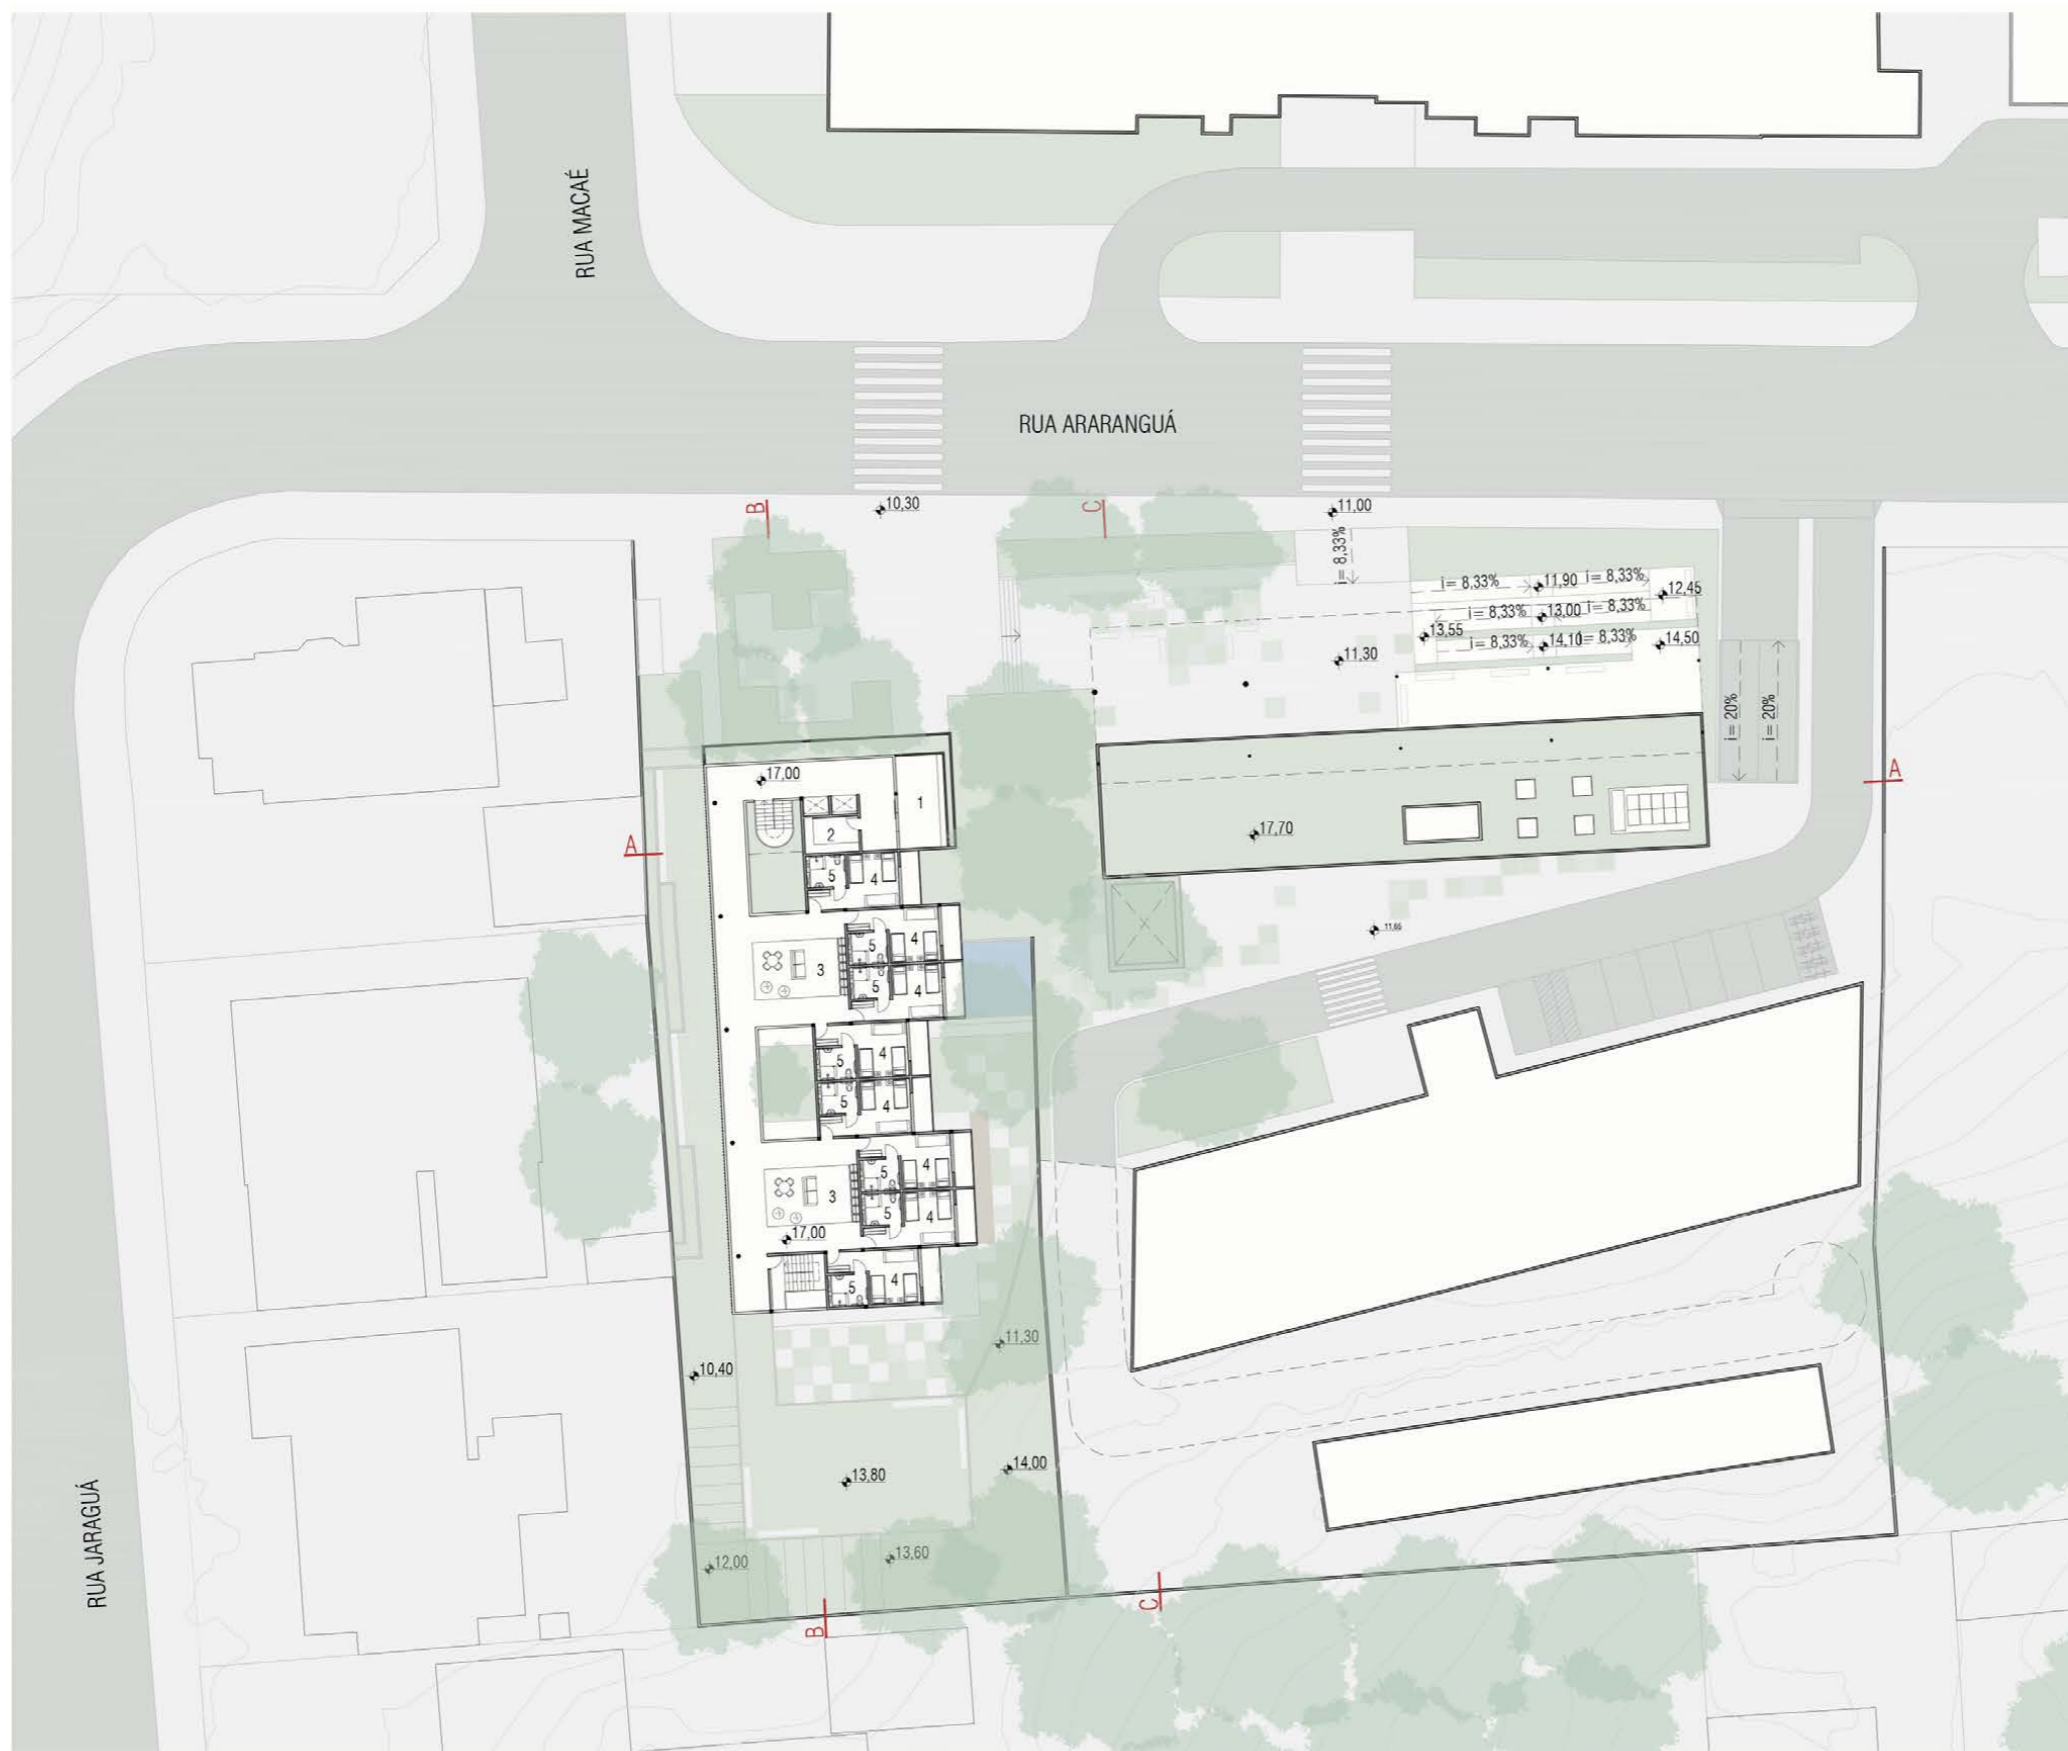 RUA MACAÉ
RUA ARARANGUÁ
B
10,30
C
11,00
i= 8,33%
i= 8,33%
11,90
i= 8,33%
12,45
i= 8,33%
13,00
i= 8,33%
13,55
i= 8,33%
14,10
i= 8,33%
14,50
11,30
i= 20%
i= 20%
17,00
1
A
2
17,70
A
5
4
11,65
5
4
3
5
4
5
4
5
4
5
4
3
5
4
17,00
5
4
11,30
10,40
14,00
13,80
RUA JARAGUÁ
12,00
13,60
C
B